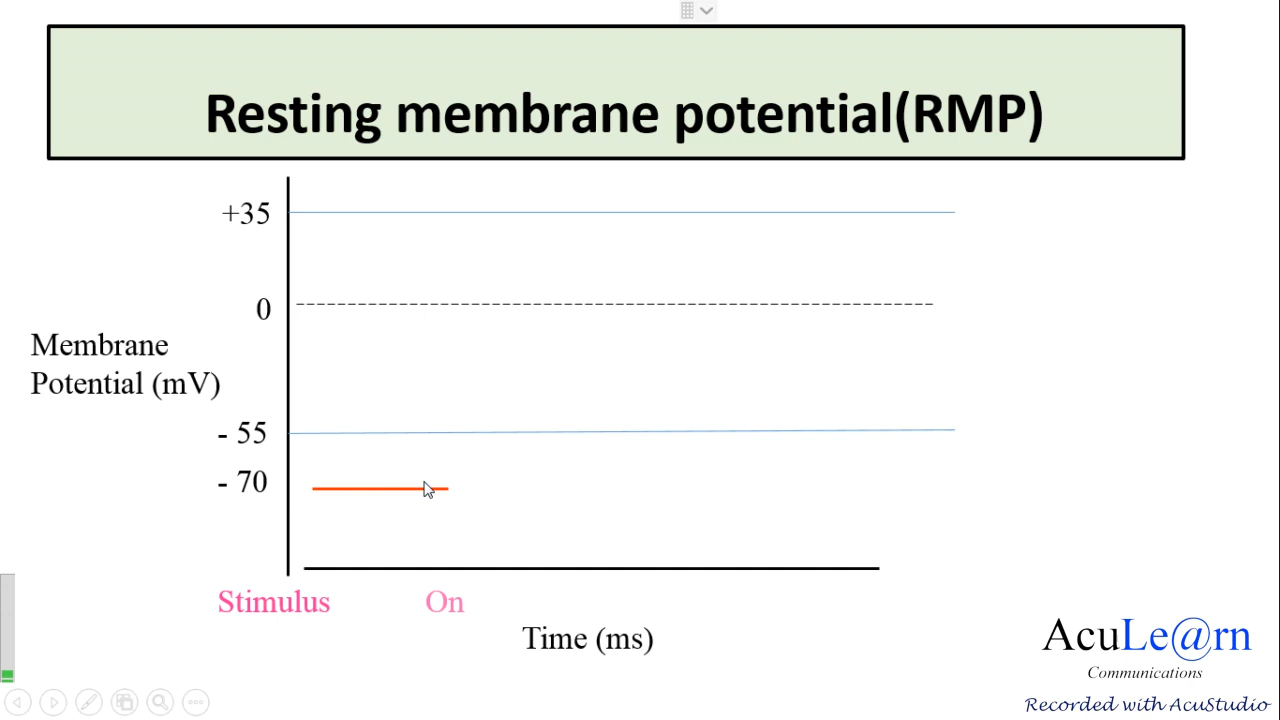 Resting membrane potential(RMP)
+35
0
Membrane
Potential (mV)
- 55
- 70
Stimulus On
Time (ms)
AcuLe@rn
Communications
Recorded with AcuStudio